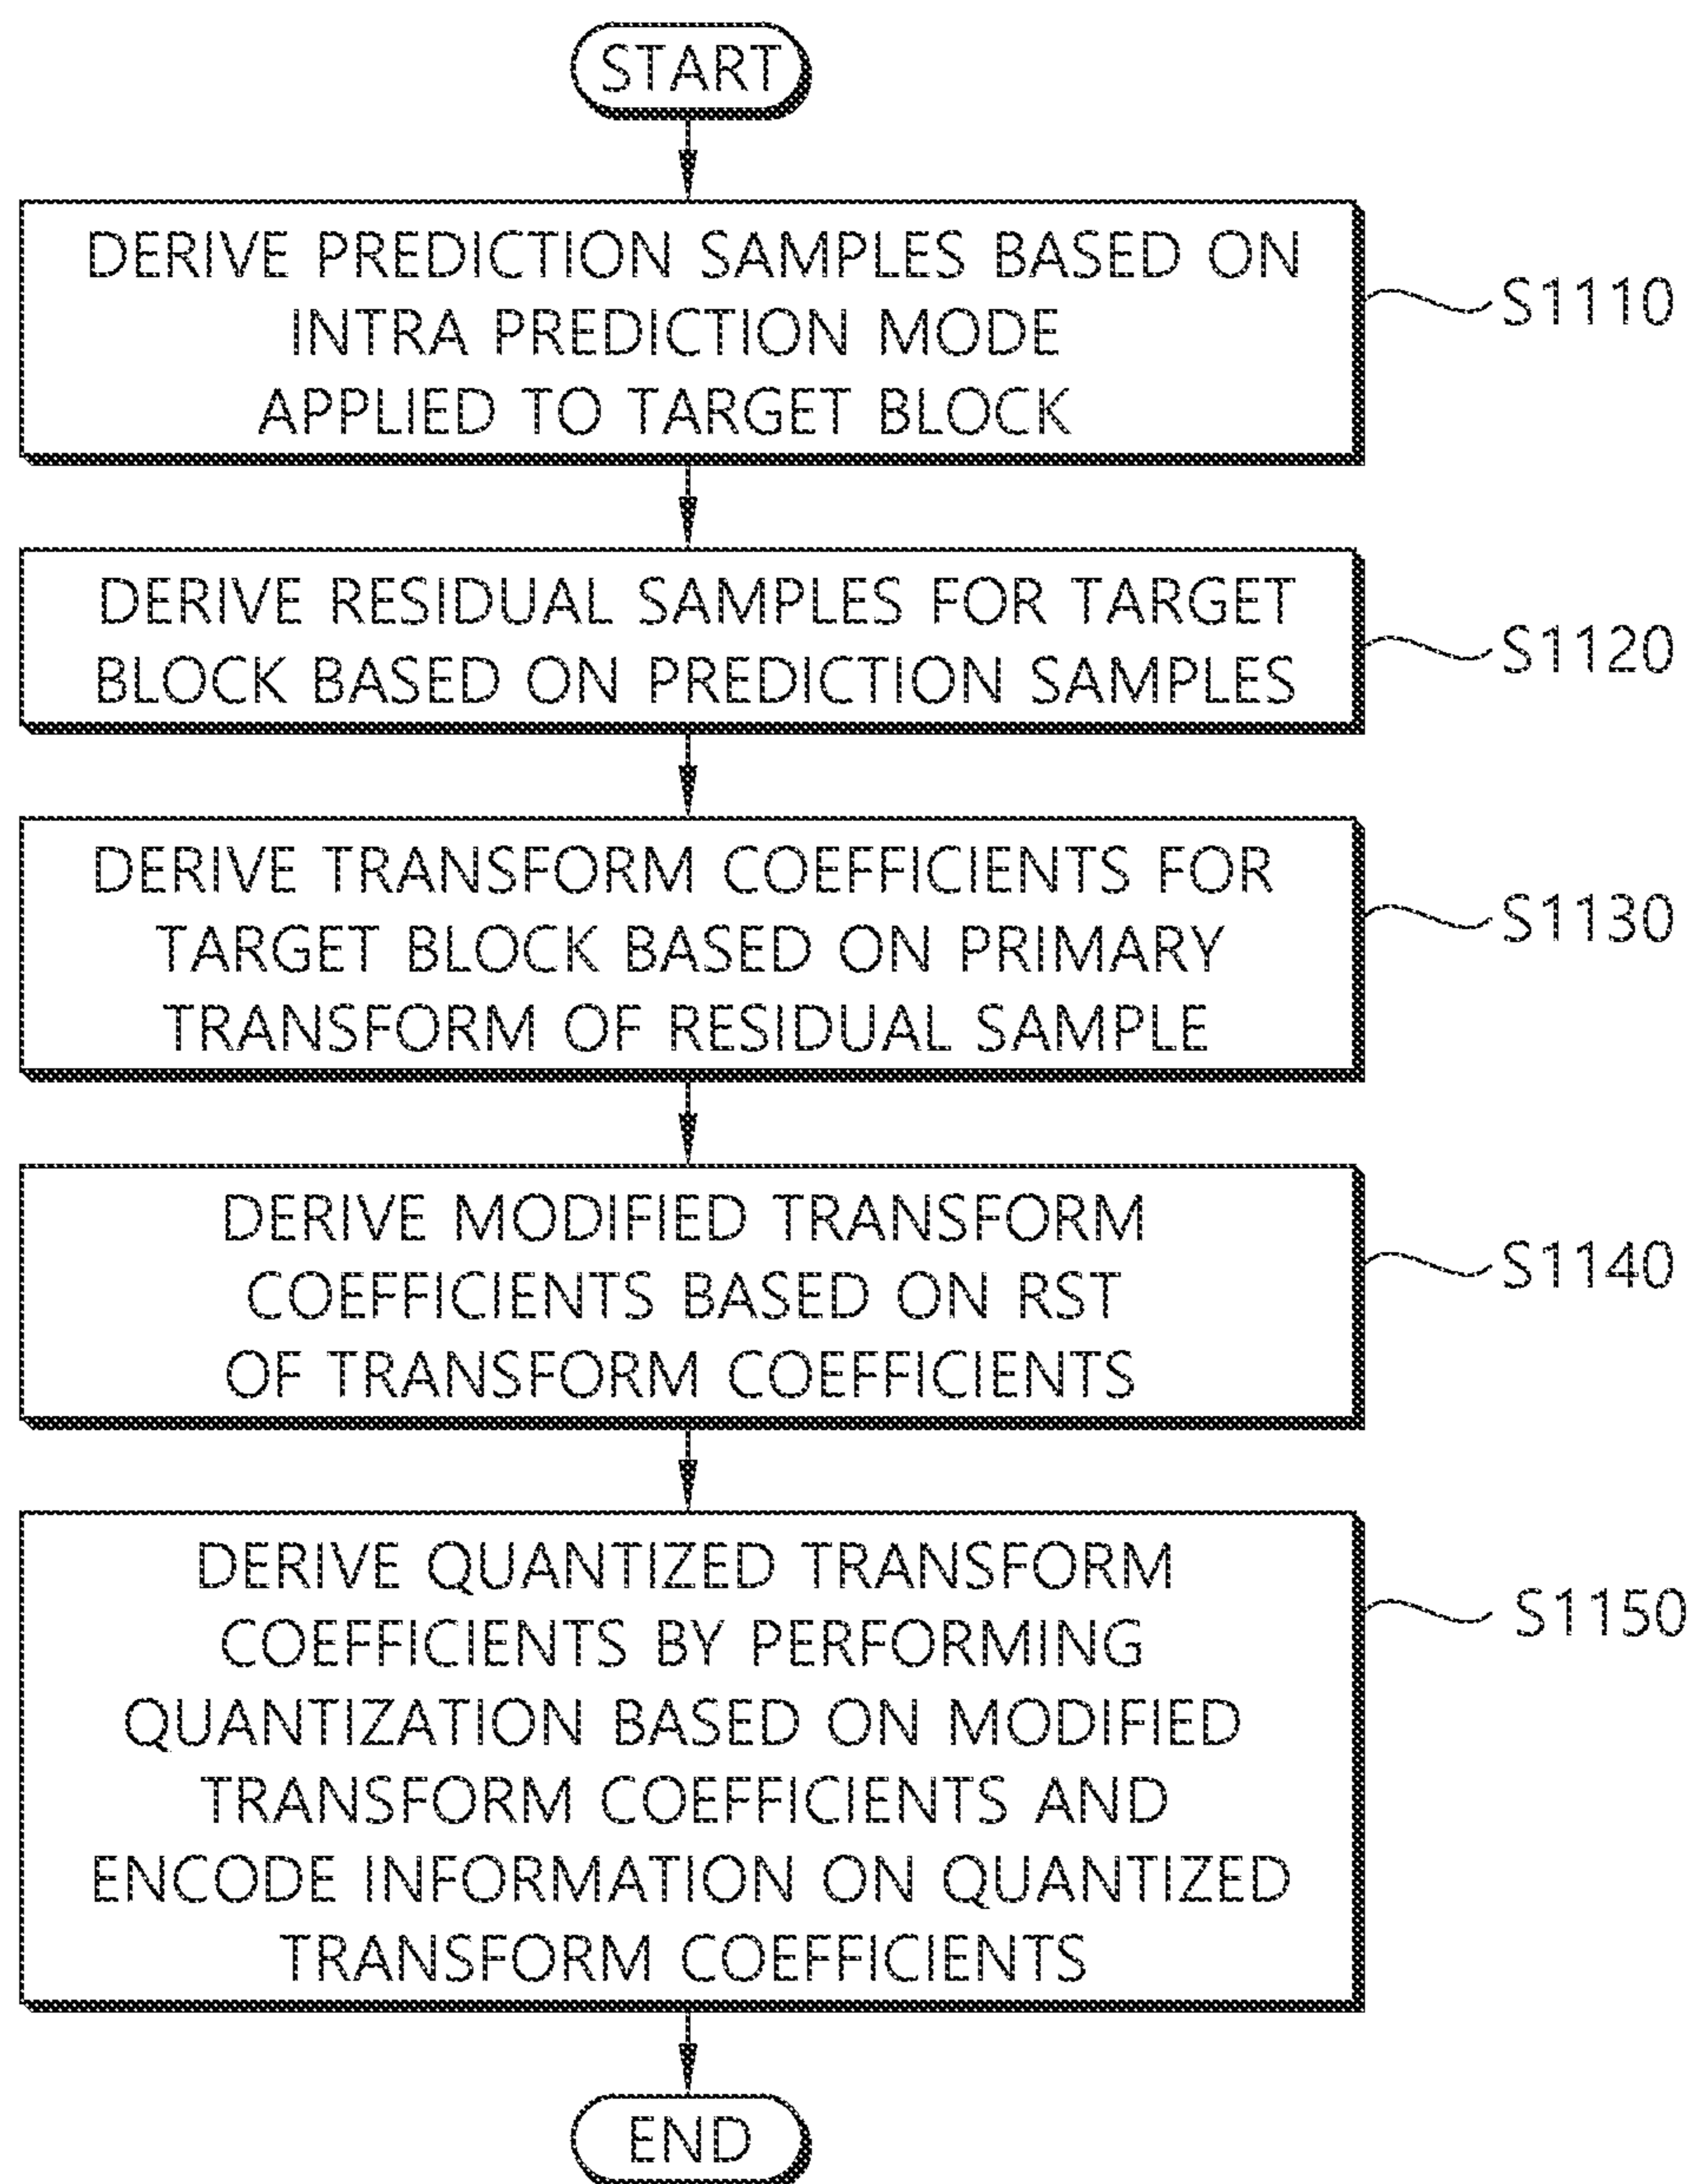 START
DERIVE PREDICTION SAMPLES BASED ON
INTRA PREDICTION MODE
APPLIED TO TARGET BLOCK
S1110
DERIVE RESIDUAL SAMPLES FOR TARGET
BLOCK BASED ON PREDICTION SAMPLES
S1120
DERIVE TRANSFORM COEFFICIENTS FOR
TARGET BLOCK BASED ON PRIMARY
TRANSFORM OF RESIDUAL SAMPLE
S1130
DERIVE MODIFIED TRANSFORM
COEFFICIENTS BASED ON RST
OF TRANSFORM COEFFICIENTS
S1140
DERIVE QUANTIZED TRANSFORM
COEFFICIENTS BY PERFORMING
QUANTIZATION BASED ON MODIFIED
TRANSFORM COEFFICIENTS AND
ENCODE INFORMATION ON QUANTIZED
TRANSFORM COEFFICIENTS
S1150
END